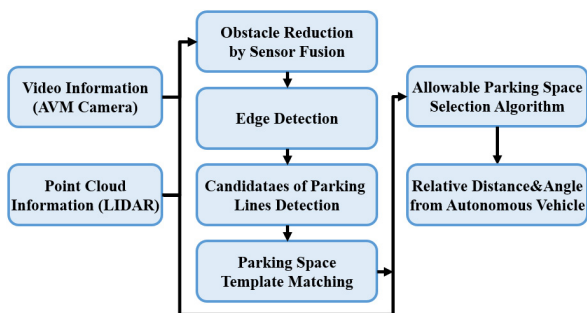 Obstacle Reduction
by Sensor Fusion
Video Information
(AVM Camera)
Edge Detection
Point Cloud
Information (LIDAR)
Candidataes of Parking
Lines Detection
Parking Space
Template Matching
Allowable Parking Space
Selection Algorithm
Relative Distance&Angle
from Autonomous Vehicle